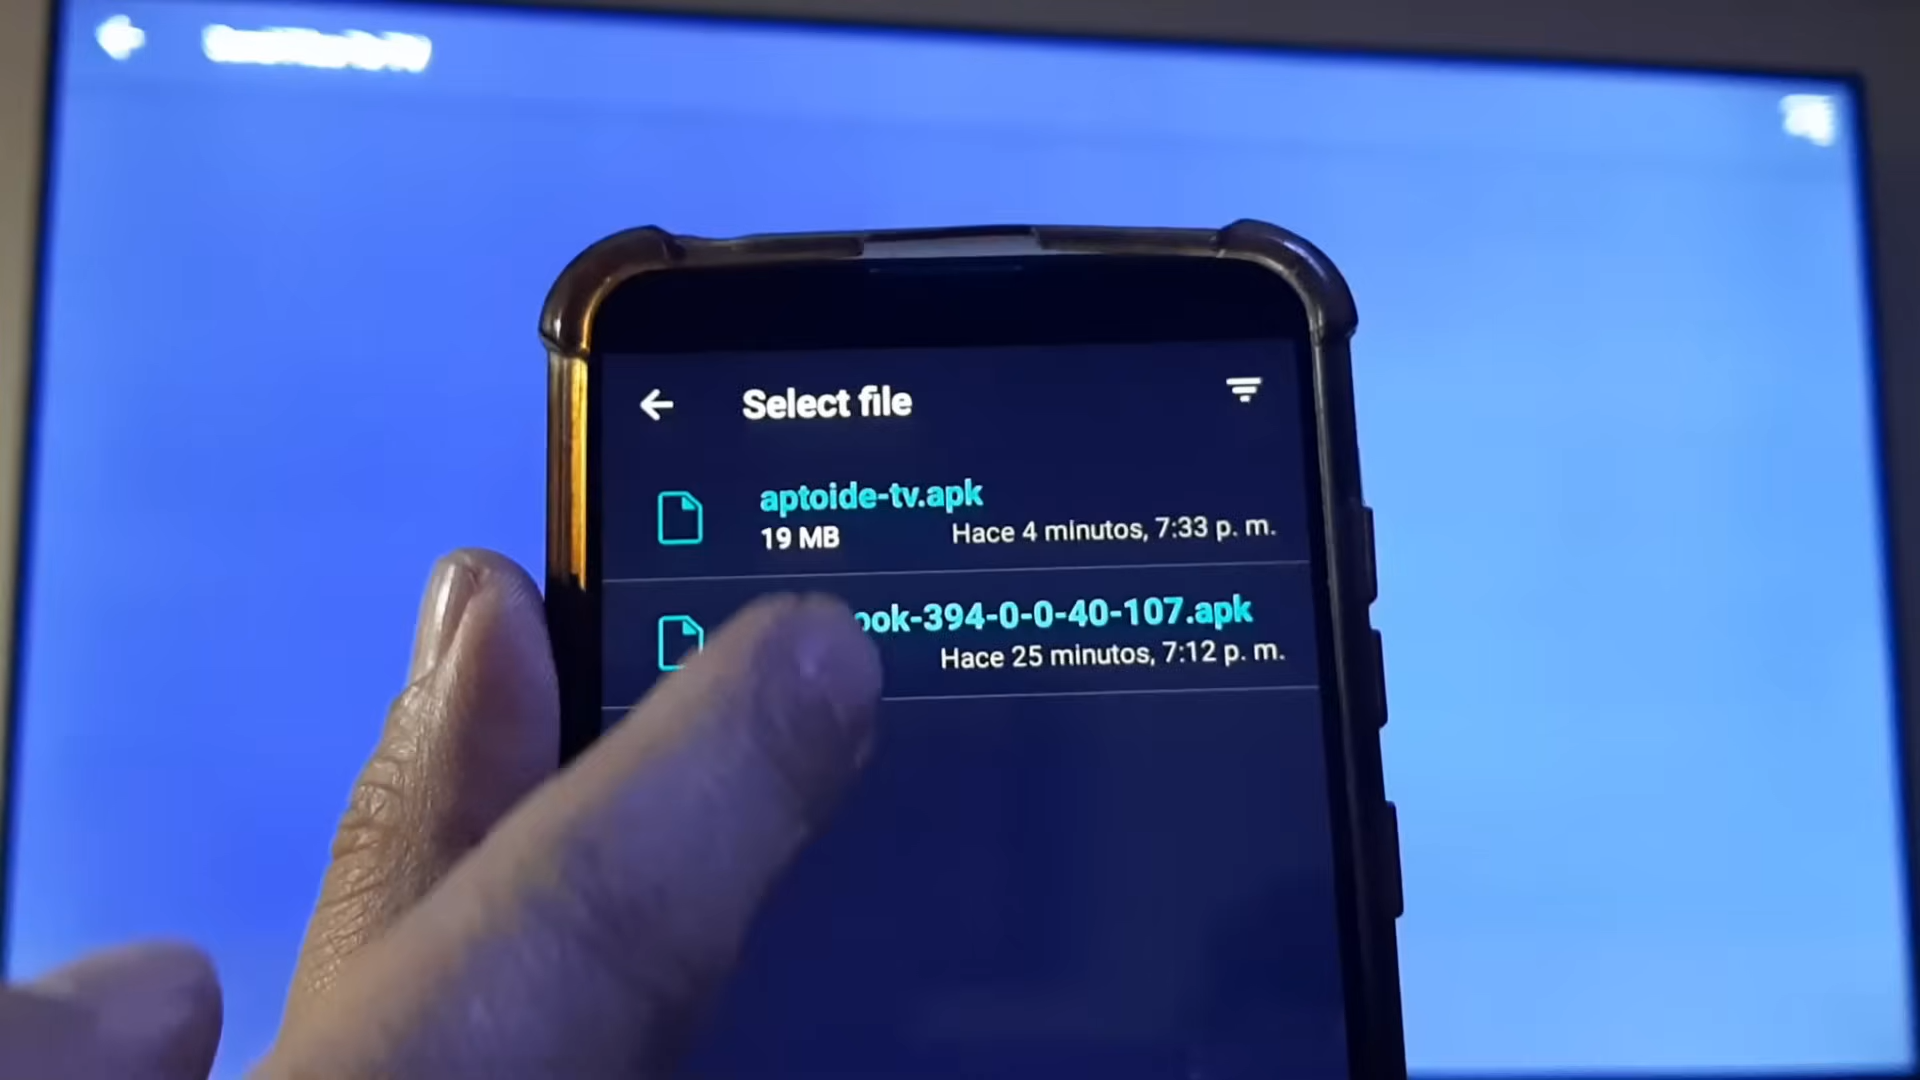 Select file
aptoide-tv.apk
19 MB
Hace 4 minutos, 7:33 p. m.
ook-394-0-0-40-107.apk
Hace 25 minutos, 7:12 p. m.